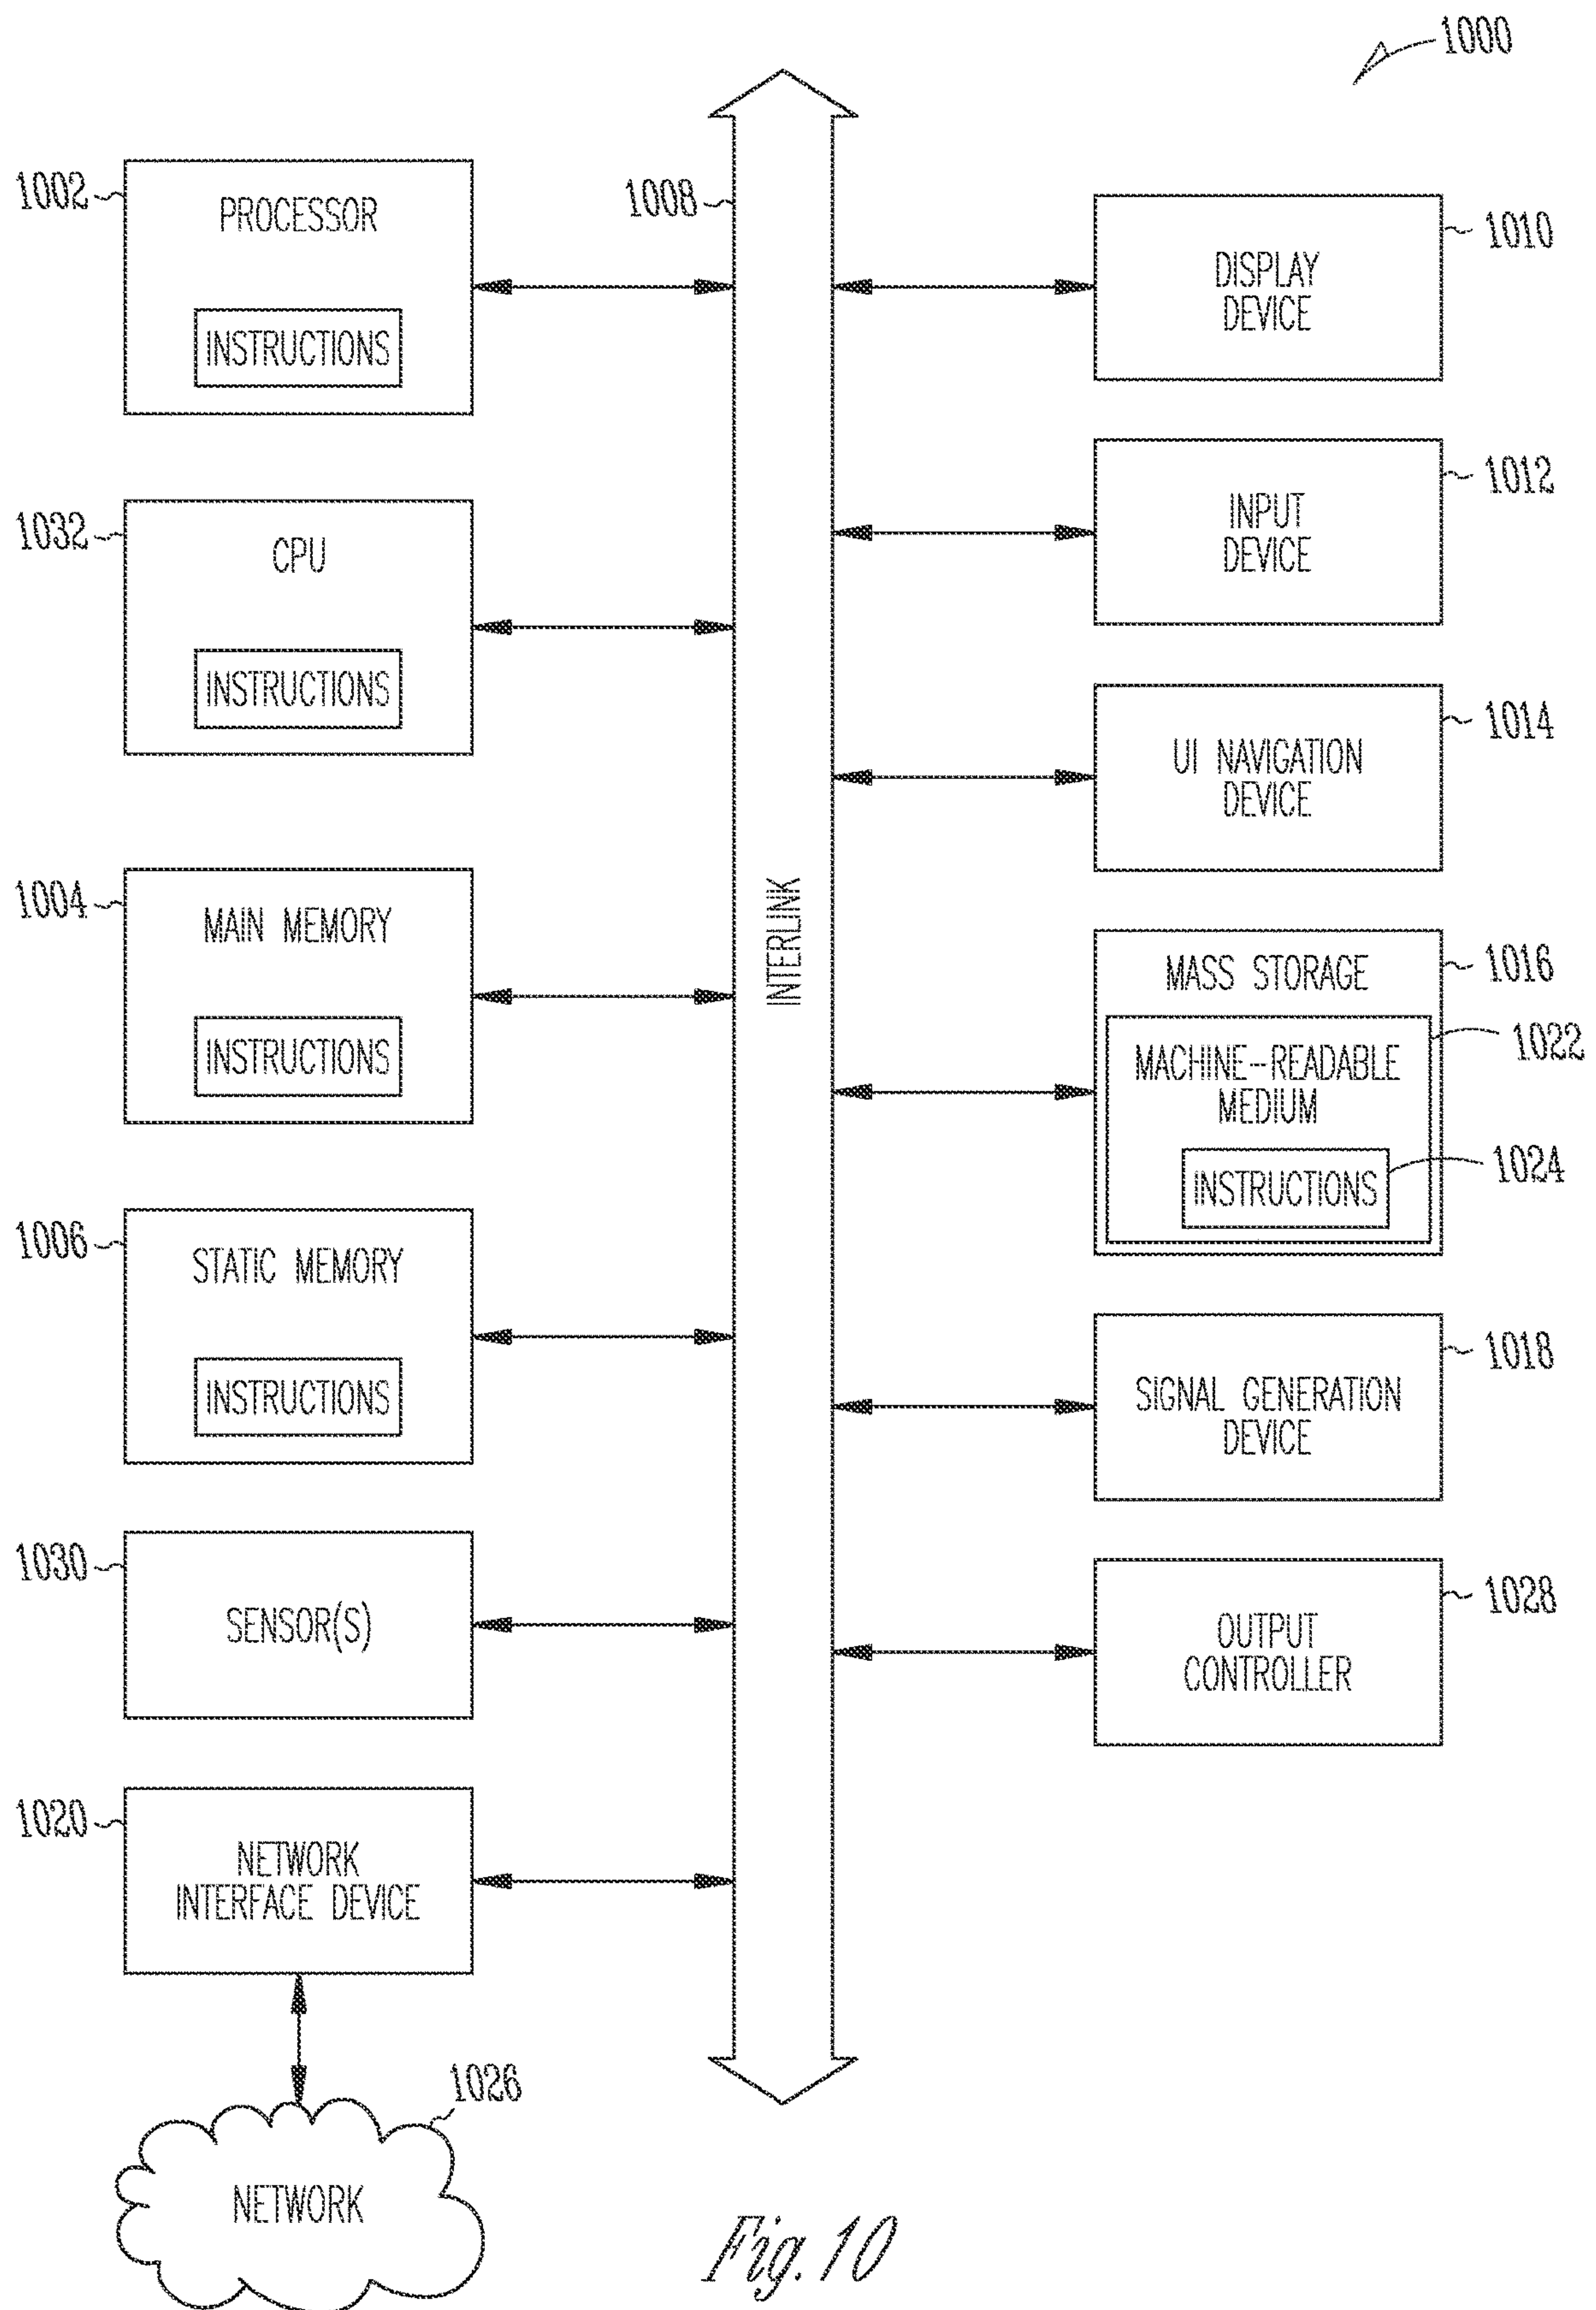 1000
1002
PROCESSOR
INSTRUCTIONS
1032
CPU
INSTRUCTIONS
1004
MAIN MEMORY
INSTRUCTIONS
1006
STATIC MEMORY
INSTRUCTIONS
1030
SENSOR(S)
1020
NETWORK
INTERFACE DEVICE
1026
NETWORK
1008
INTERLINK
1010
DISPLAY
DEVICE
1012
INPUT
DEVICE
1014
UI NAVIGATION
DEVICE
1016
MASS STORAGE
1022
MACHINE-READABLE
MEDIUM
1024
INSTRUCTIONS
1018
SIGNAL GENERATION
DEVICE
1028
OUTPUT
CONTROLLER
Fig. 10